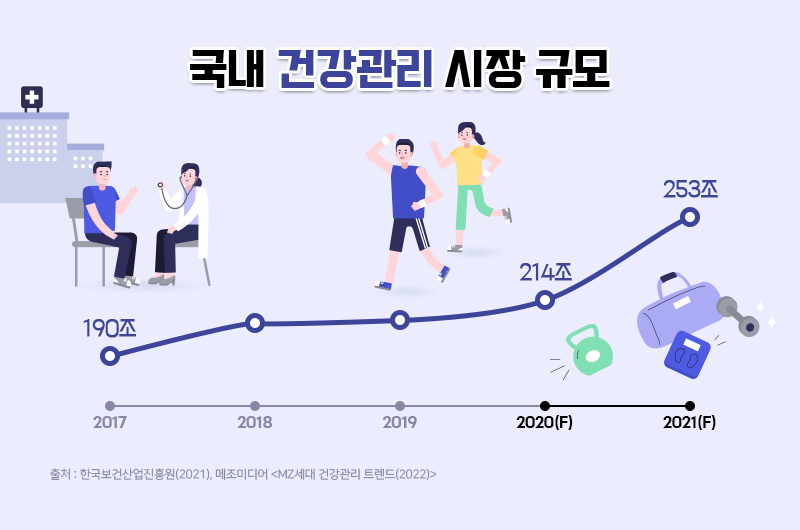 국내 건강관리 시장 규모
253조
214조
190조
2017 2018 2019 2020(F) 2021(F)
출처 : 한국보건산업진흥원(2021), 메조미디어 <MZ세대 건강관리 트렌드(2022)>